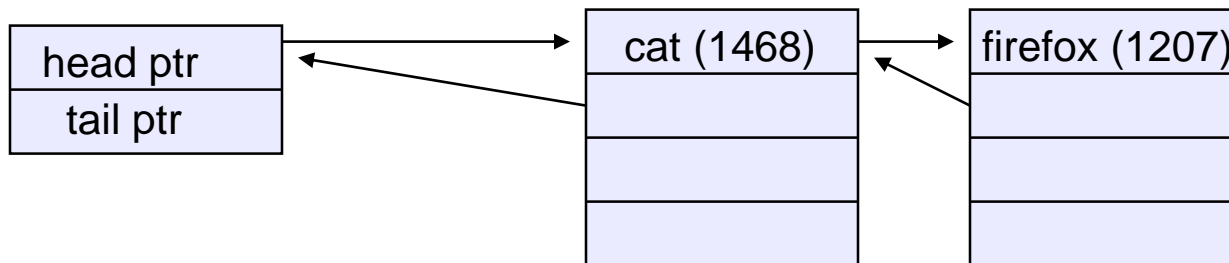 head ptr
tail ptr
cat (1468)
firefox (1207)